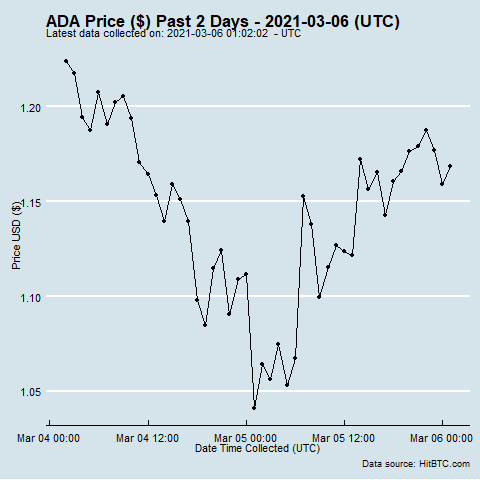 ADA Price ($) Past 2 Days - 2021-03-06 (UTC)
Latest data collected on: 2021-03-06 01:02:02 - UTC
Price USD ($)
1.20
1.15
1.10
1.05
Mar 04 00:00 Mar 04 12:00 Mar 05 00:00 Mar 05 12:00 Mar 06 00:00
Date Time Collected (UTC)
Data source: HitBTC.com